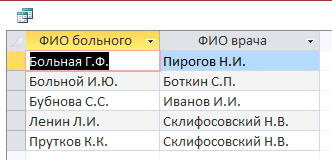 ФИО больного ФИО врача
Больная Г.Ф. Пирогов Н.И.
Больной И.Ю. Боткин С.П.
Бубнова С.С. Иванов И.И.
Ленин Л.И. Склифосовский Н.В.
Прутков К.К. Склифосовский Н.В.